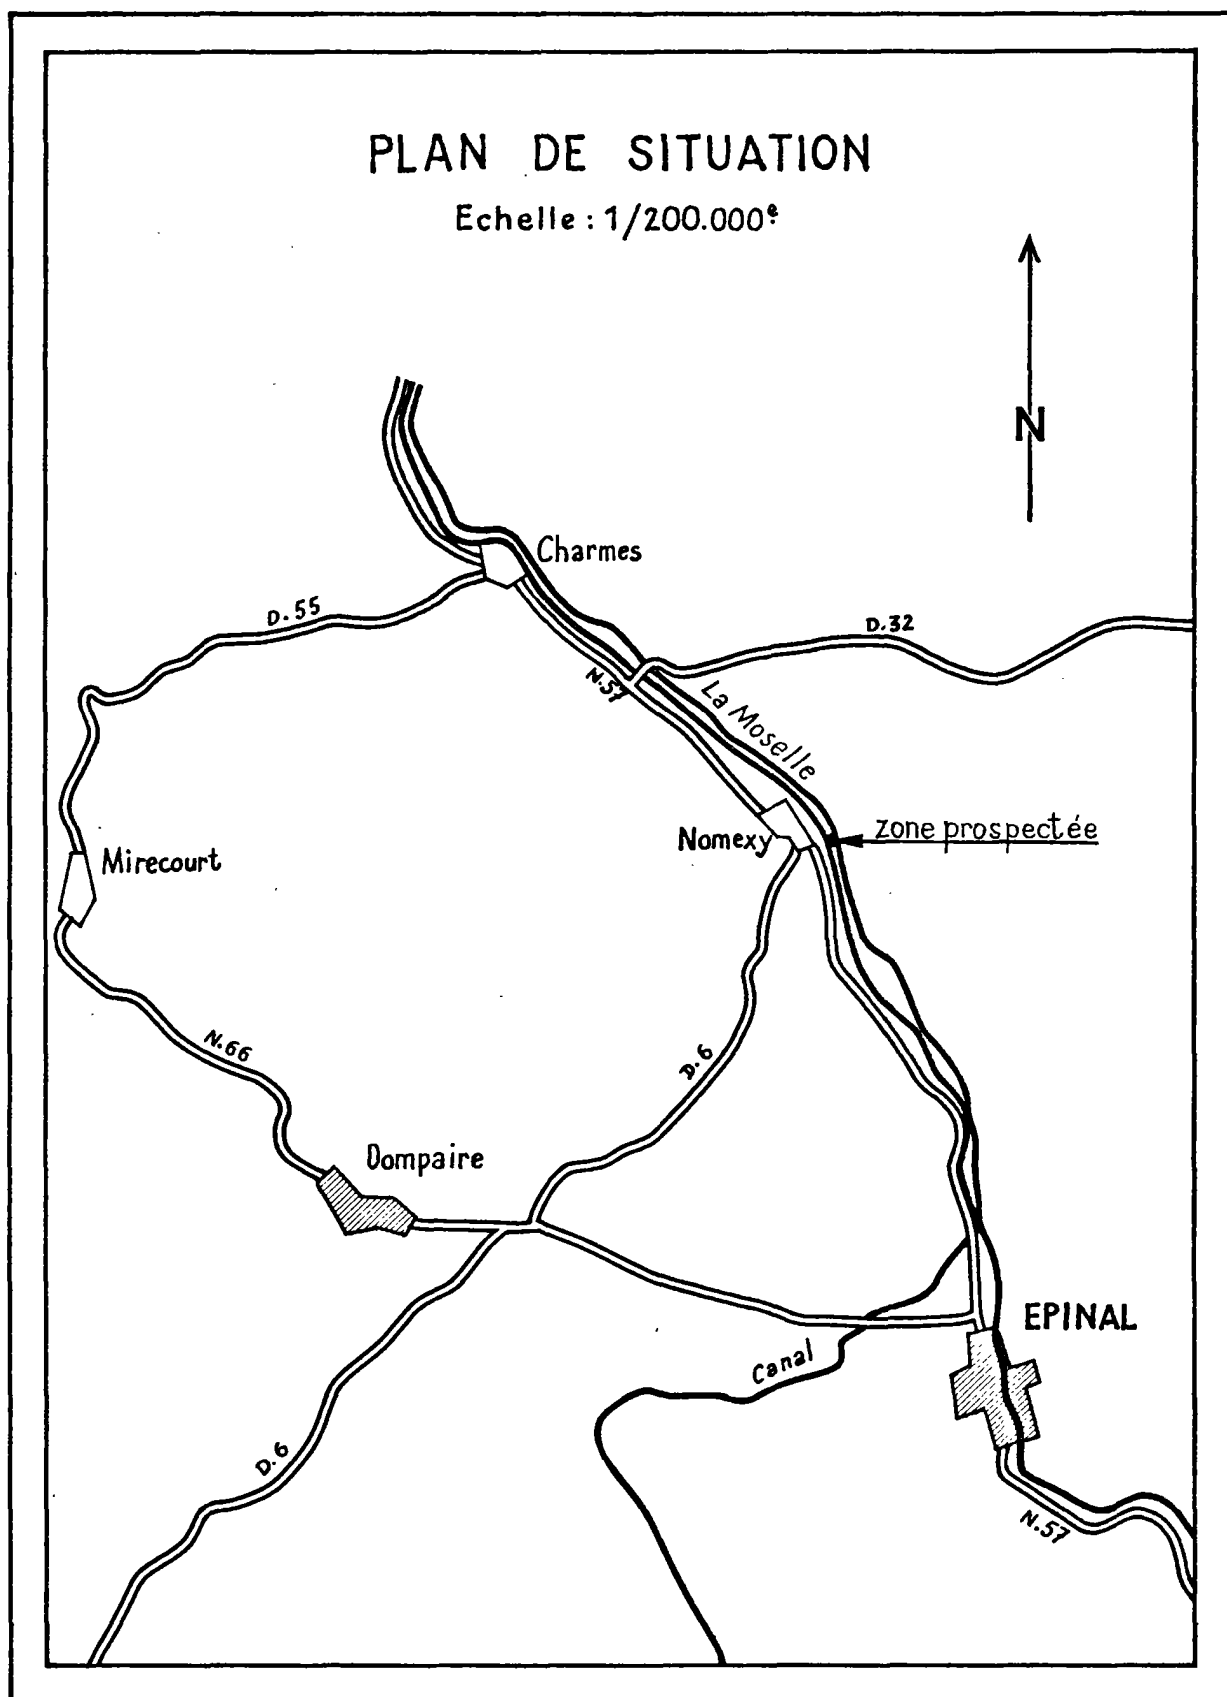 PLAN DE SITUATION
Echelle : 1/200.000e
N
Charmes
D.55
D.32
N.57
La Moselle
Nomexy
zone prospectée
Mirecourt
N.66
D.6
Dompaire
EPINAL
Canal
D.6
N.57